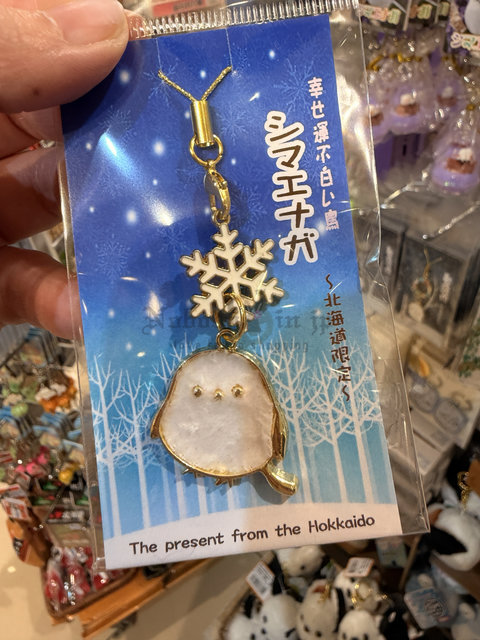 幸せ運ぶ白い鳥
シマエナガ
～北海道限定～
The present from the Hokkaido